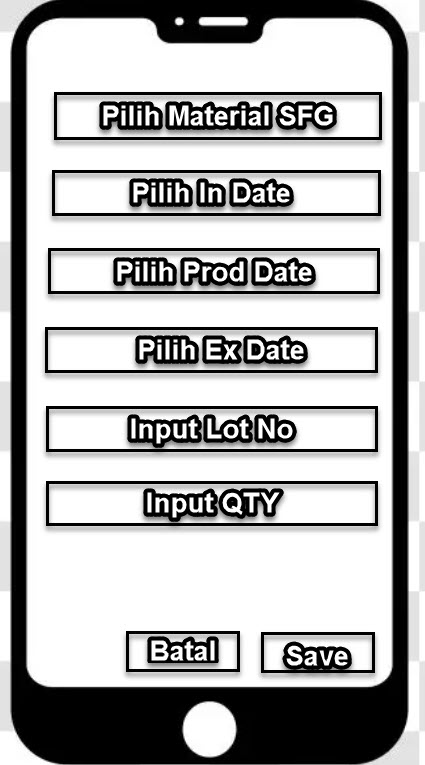 Pilih Material SFG
Pilih In Date
Pilih Prod Date
Pilih Ex Date
Input Lot No
Input QTY
Batal
Save